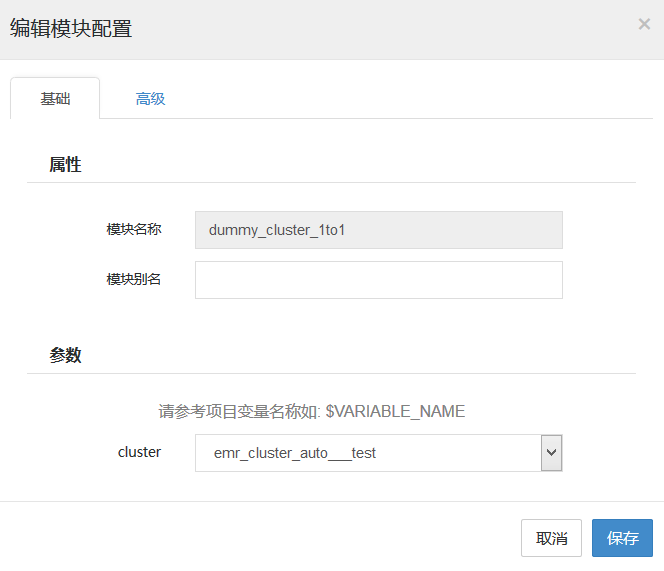 编辑模块配置
×
基础 高级
属性
模块名称 dummy_cluster_1to1
模块别名
参数
请参考项目变量名称如: $VARIABLE_NAME
cluster emr_cluster_auto___test
取消 保存